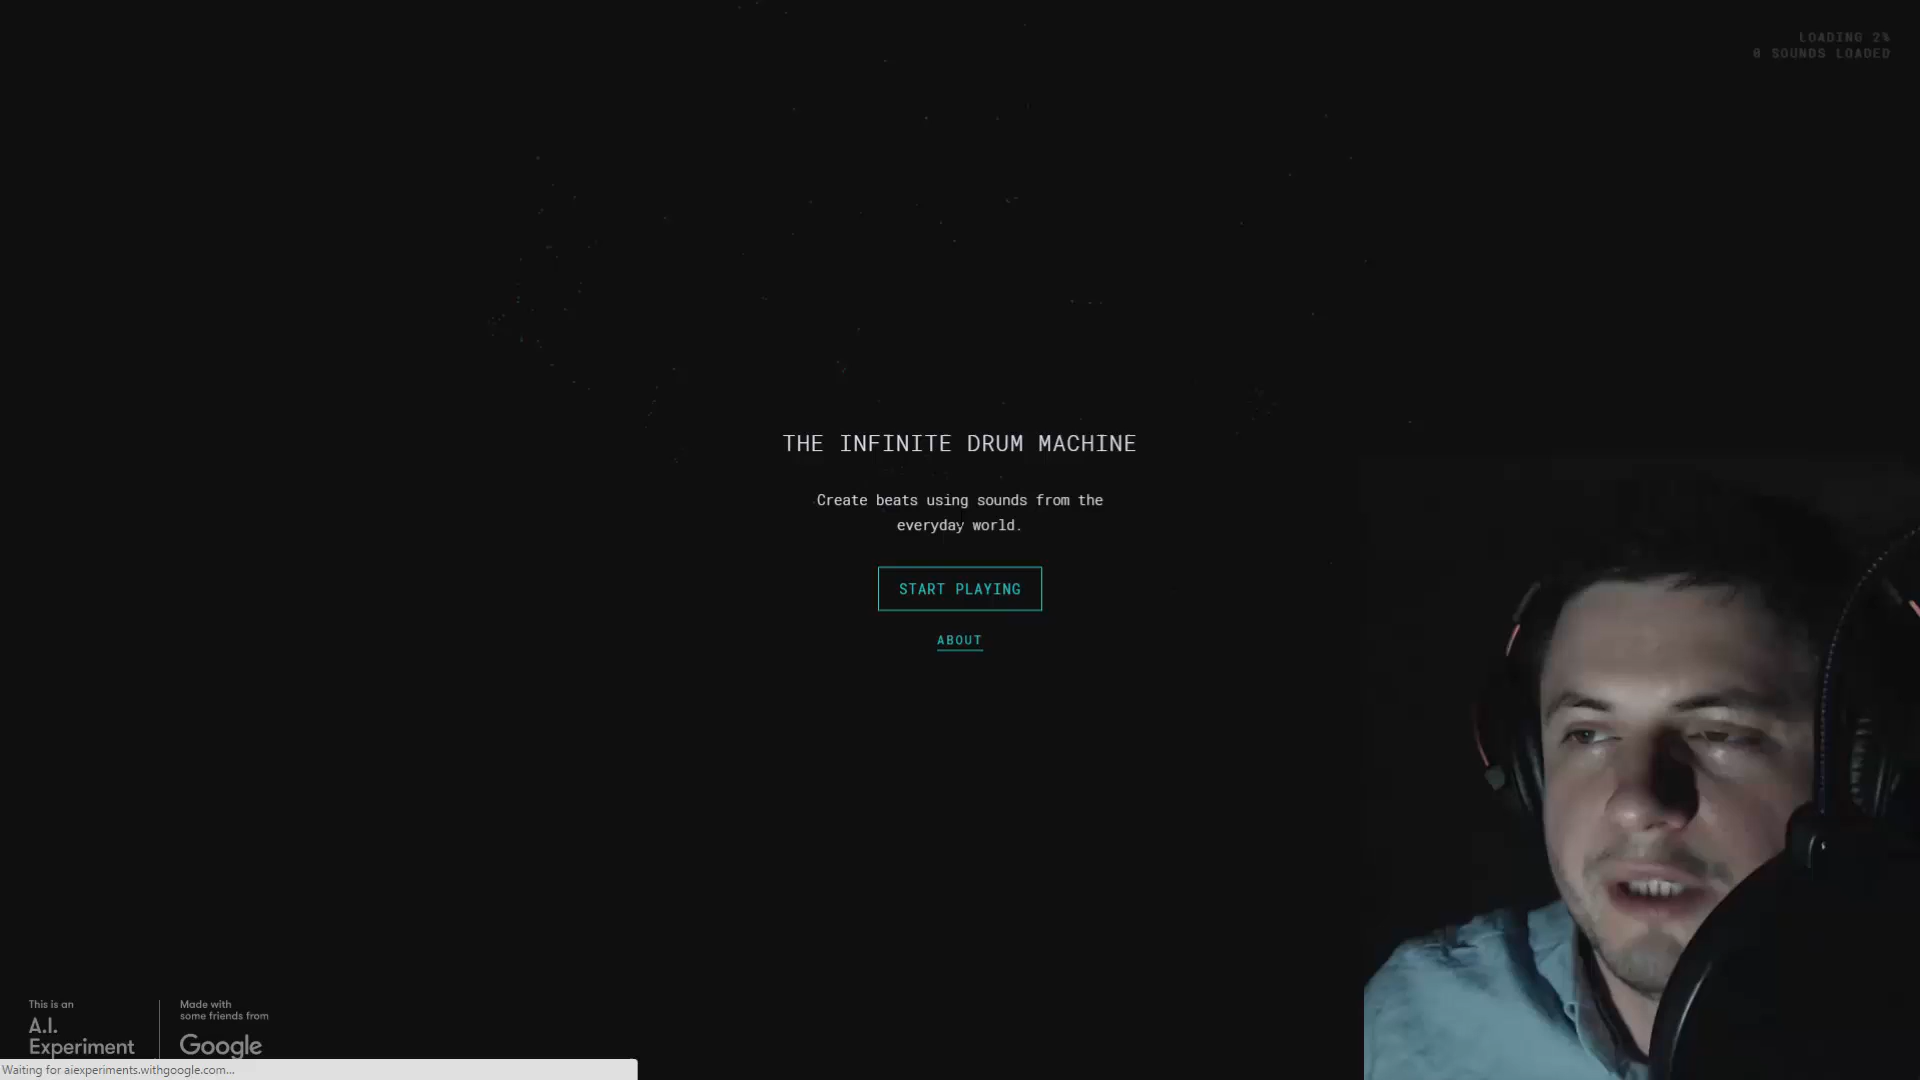 LOADING 2%
0 SOUNDS LOADED
THE INFINITE DRUM MACHINE
Create beats using sounds from the
everyday world.
START PLAYING
ABOUT
This is an
A.I.
Experiment
Made with
some friends from
Google
Waiting for aiexperiments.withgoogle.com...